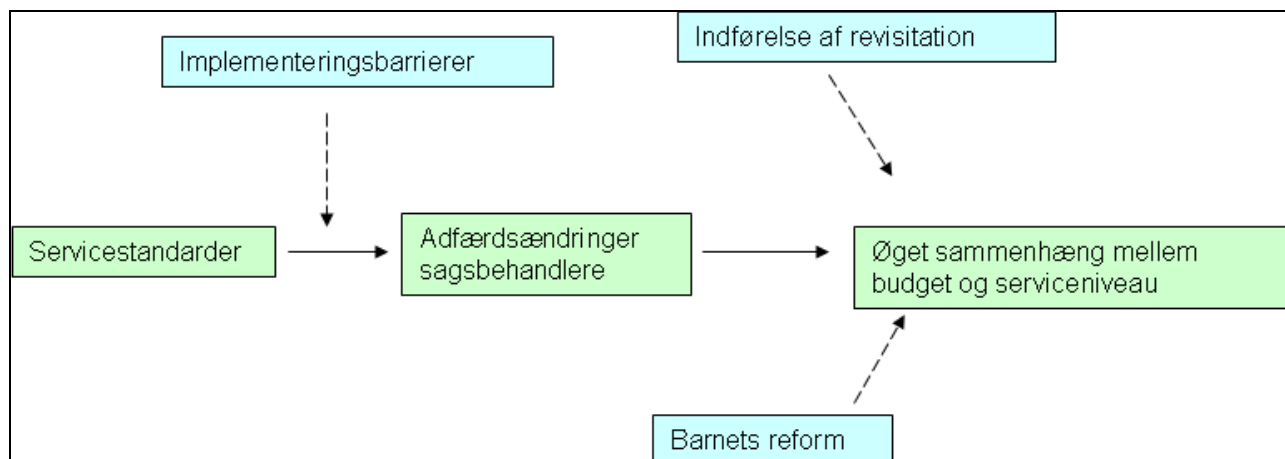 Indførelse af revisitation
Implementeringsbarrierer
Servicestandarder
Adfærdsændringer
sagsbehandlere
Øget sammenhæng mellem
budget og serviceniveau
Barnets reform